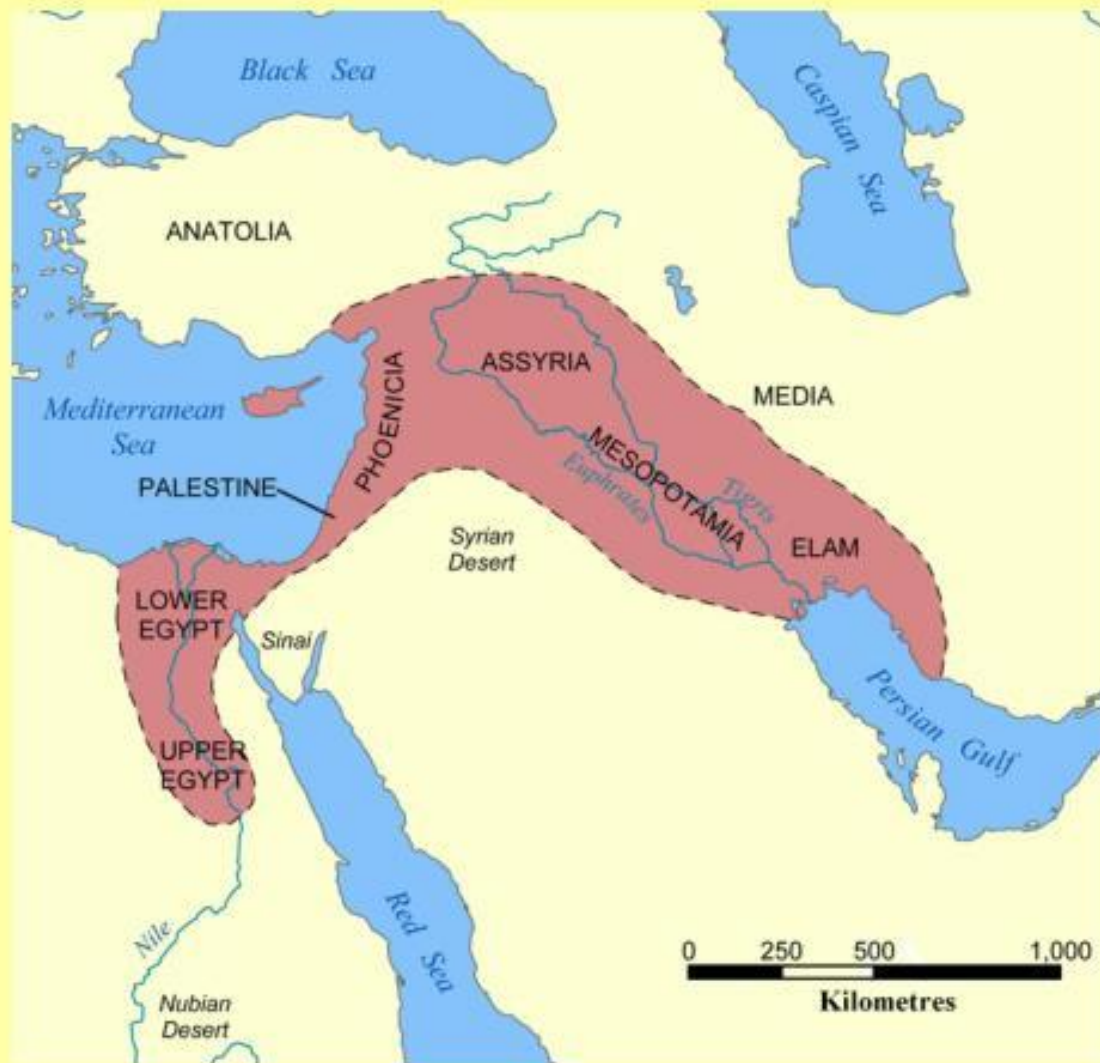 Black Sea
Caspian
Sea
ANATOLIA
ASSYRIA
MEDIA
PHOENICIA
Mediterranean
Sea
MESOPOTAMIA
Euphrates
Tigris
PALESTINE
Syrian
Desert
ELAM
LOWER
EGYPT
Sinai
Persian Gulf
UPPER
EGYPT
Red Sea
Nile
Nubian
Desert
0 250 500 1,000
Kilometres